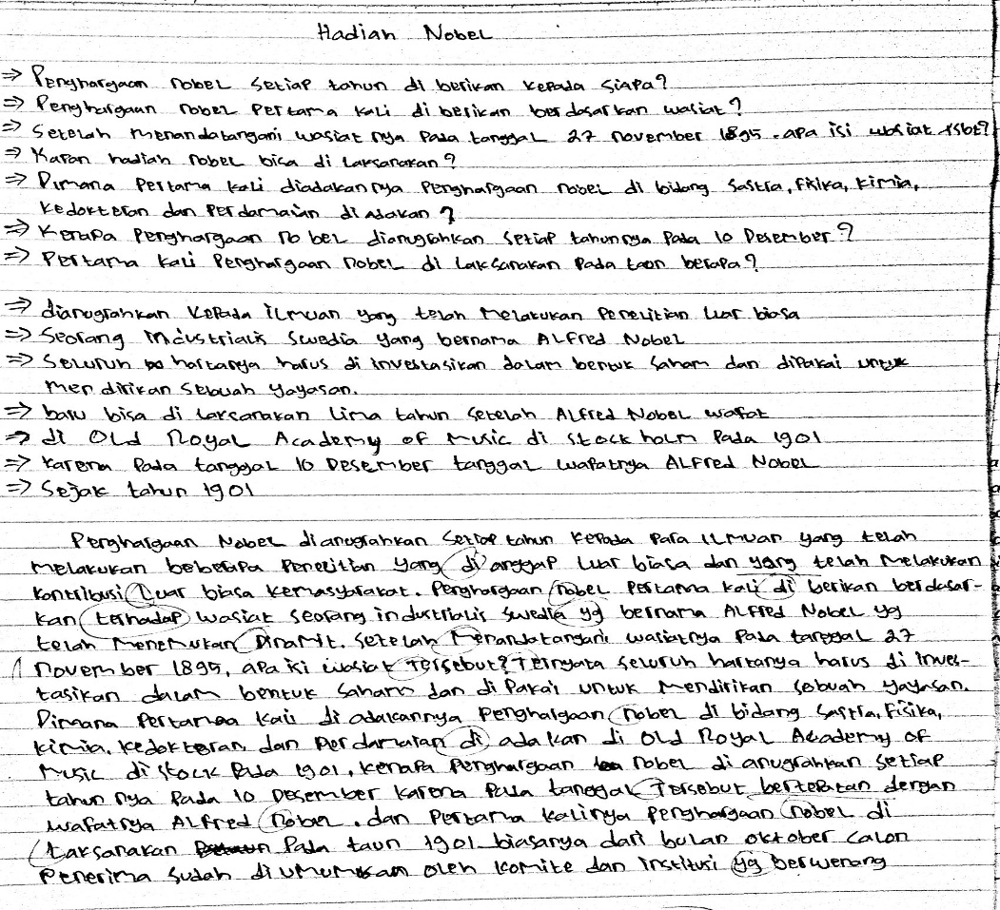 Hadiah Nobel
⇒ Penghargaan nobel setiap tahun di berikan kepada siapa?
⇒ Penghargaan nobel pertama kali di berikan berdasarkan wasiat?
⇒ Setelah menandatangani wasiat nya pada tanggal 27 november 1895. apa isi wasiat tsbt?
⇒ Kapan hadiah nobel bisa di laksanakan?
⇒ Dimana pertama kali diadakan nya penghargaan nobel di bidang sastra, fisika, kimia,
kedokteran dan perdamaian di adakan?
⇒ Kenapa penghargaan nobel dianugrahkan setiap tahunnya pada 10 Desember?
⇒ Pertama kali penghargaan nobel di laksanakan pada taon berapa?
⇒ dianugrahkan kepada ilmuan yang telah melakukan penelitian luar biasa
⇒ Seorang industrialis swedia yang bernama Alfred Nobel
⇒ Seluruh hartanya harus di investasikan dalam bentuk saham dan dipakai untuk
mendirikan sebuah yayasan.
⇒ baru bisa di laksanakan lima tahun setelah Alfred Nobel wafat
⇒ di Old Royal Academy of Music di stock holm pada 1901
⇒ karena pada tanggal 10 Desember tanggal wafatnya Alfred Nobel
⇒ Sejak tahun 1901
Penghargaan Nobel dianugrahkan setiap tahun kepada para ilmuan yang telah
melakukan beberapa penelitian yang di anggap luar biasa dan yang telah melakukan
kontribusi luar biasa kemasyarakat. Penghargaan nobel pertama kali di berikan berdasar-
kan terhadap wasiat seorang industrialis swedia yg bernama Alfred Nobel yg
telah menemukan Dinamit. Setelah menandatangani wasiatnya pada tanggal 27
november 1895, apa isi wasiat tersebut? Ternyata seluruh hartanya harus di inves-
tasikan dalam bentuk saham dan di pakai untuk mendirikan sebuah yayasan.
Dimana pertamaa kali di adakannya penghargaan nobel di bidang sastra, fisika,
kimia, kedokteran, dan perdamaian di adakan di Old Royal Academy of
Music di stock pada 1901, kenapa penghargaan nobel di anugrahkan setiap
tahun nya pada 10 Desember karena pada tanggal tersebut bertepatan dengan
wafatnya Alfred nobel. dan pertama kalinya penghargaan nobel di
Laksanakan pada taun 1901 biasanya dari bulan oktober calon
penerima sudah di umumkan oleh komite dan institusi yg berwenang